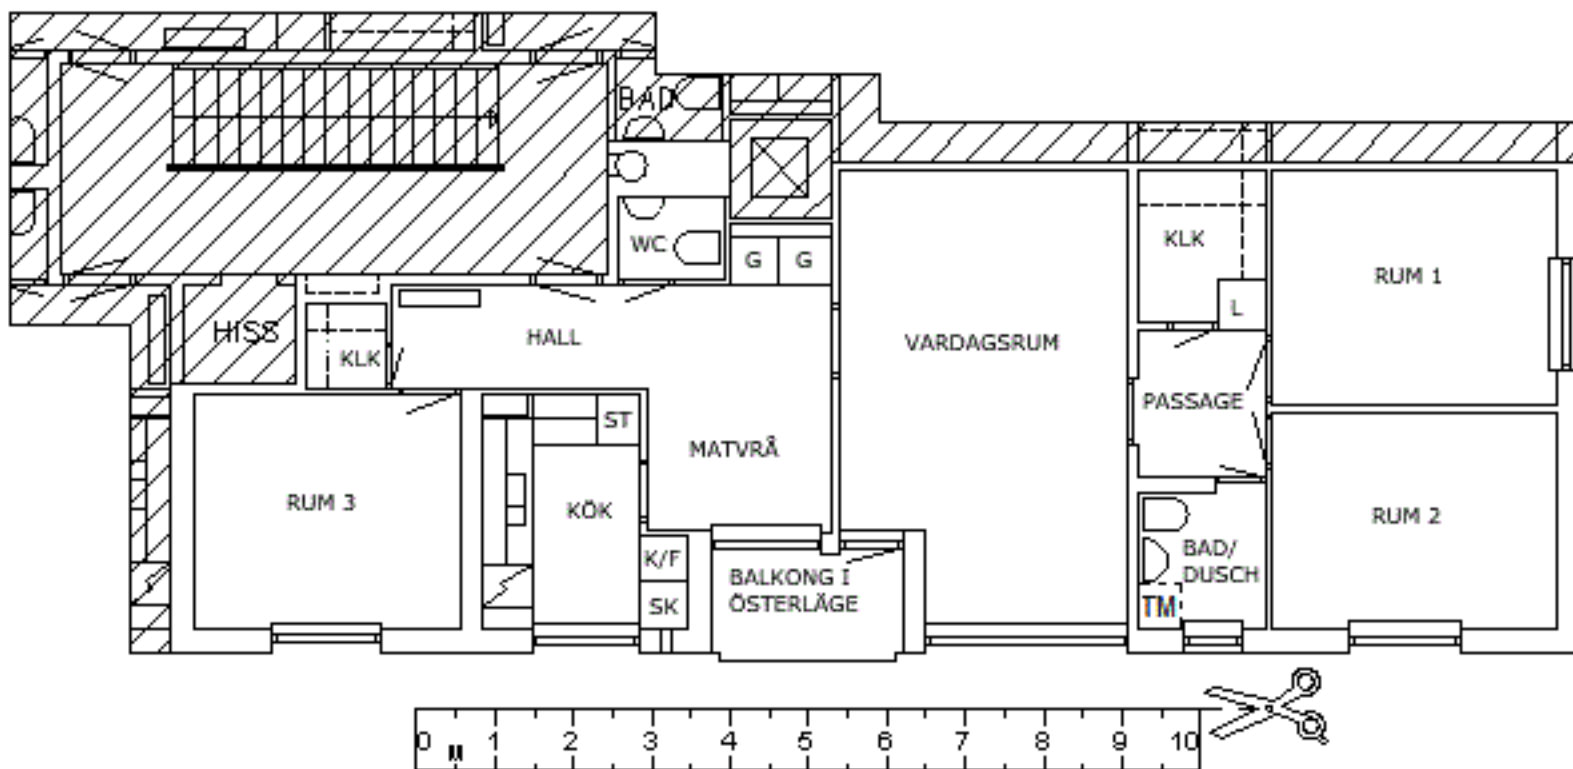 BAD
WC
G G
KLK
RUM 1
HISS
L
HALL
KLK
VARDAGSRUM
PASSAGE
ST
MATVRÅ
RUM 3
KÖK
RUM 2
K/F
BAD/
DUSCH
BALKONG I
ÖSTERLÄGE
SK
TM
0 1 2 3 4 5 6 7 8 9 10